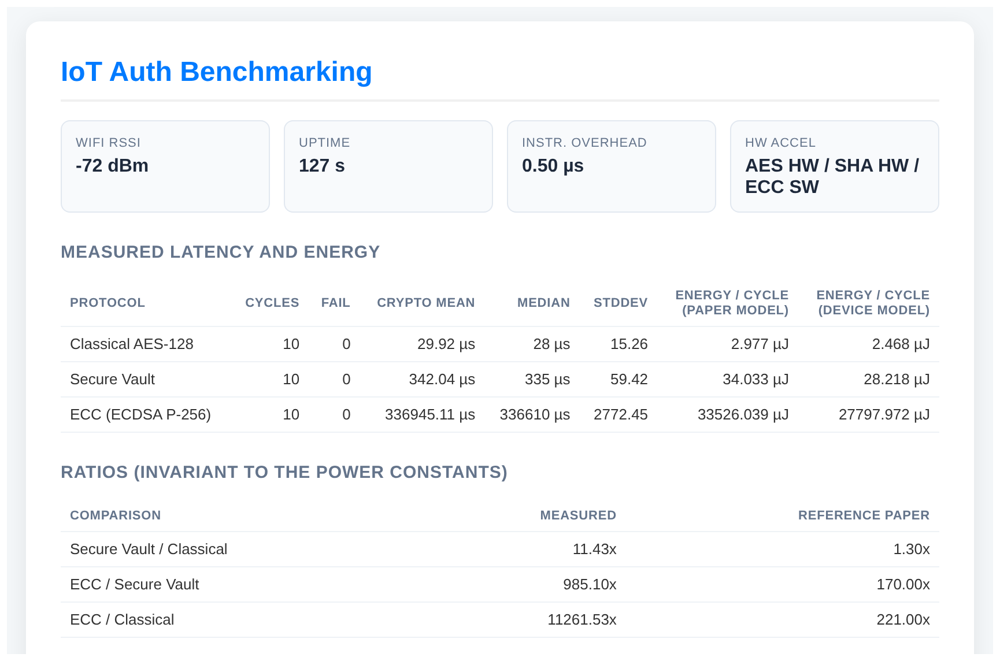 IoT Auth Benchmarking
WIFI RSSI
-72 dBm
UPTIME
127 s
INSTR. OVERHEAD
0.50 µs
HW ACCEL
AES HW / SHA HW /
ECC SW
MEASURED LATENCY AND ENERGY
PROTOCOL CYCLES FAIL CRYPTO MEAN MEDIAN STDDEV ENERGY / CYCLE (PAPER MODEL) ENERGY / CYCLE (DEVICE MODEL)
Classical AES-128 10 0 29.92 µs 28 µs 15.26 2.977 µJ 2.468 µJ
Secure Vault 10 0 342.04 µs 335 µs 59.42 34.033 µJ 28.218 µJ
ECC (ECDSA P-256) 10 0 336945.11 µs 336610 µs 2772.45 33526.039 µJ 27797.972 µJ
RATIOS (INVARIANT TO THE POWER CONSTANTS)
COMPARISON MEASURED REFERENCE PAPER
Secure Vault / Classical 11.43x 1.30x
ECC / Secure Vault 985.10x 170.00x
ECC / Classical 11261.53x 221.00x